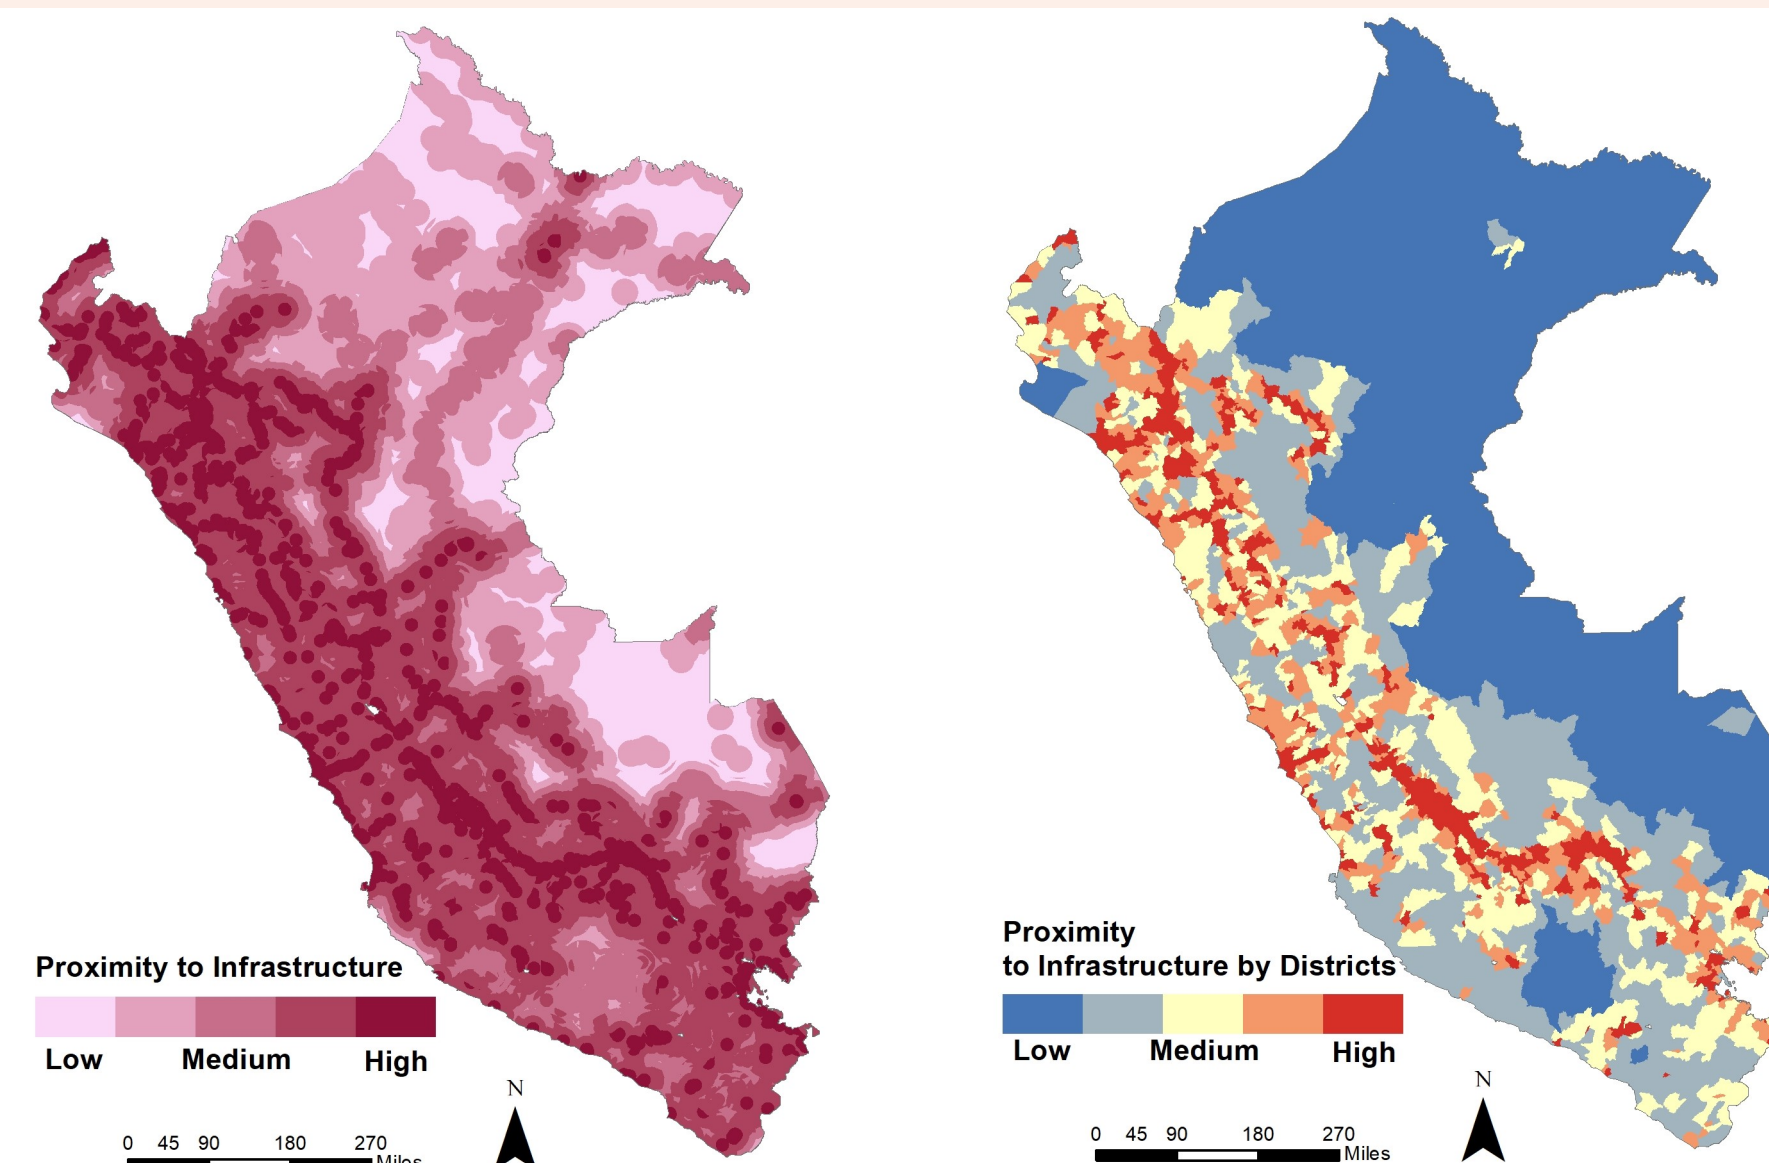 Proximity to Infrastructure
Low Medium High
N
0 45 90 180 270
Miles
Proximity
to Infrastructure by Districts
Low Medium High
N
0 45 90 180 270
Miles